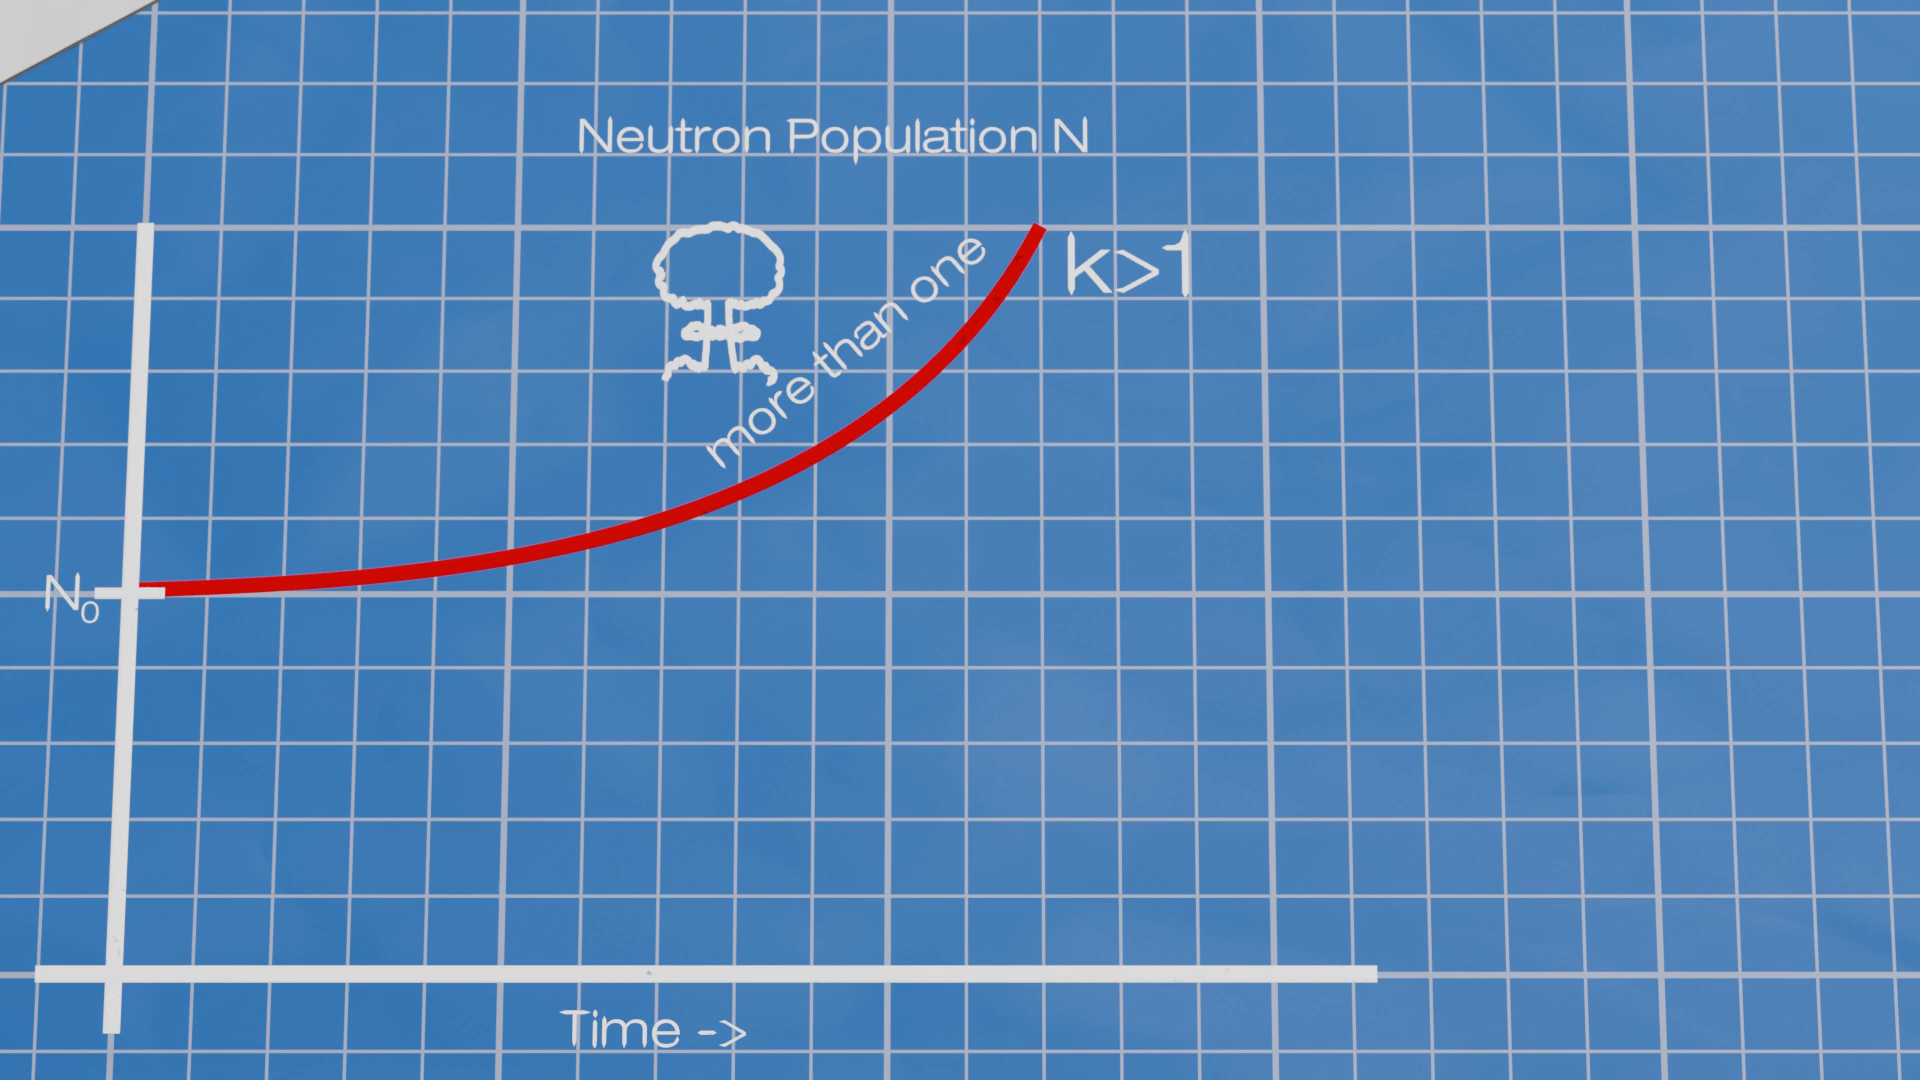 Neutron Population N
k>1
more than one
N₀
Time ->